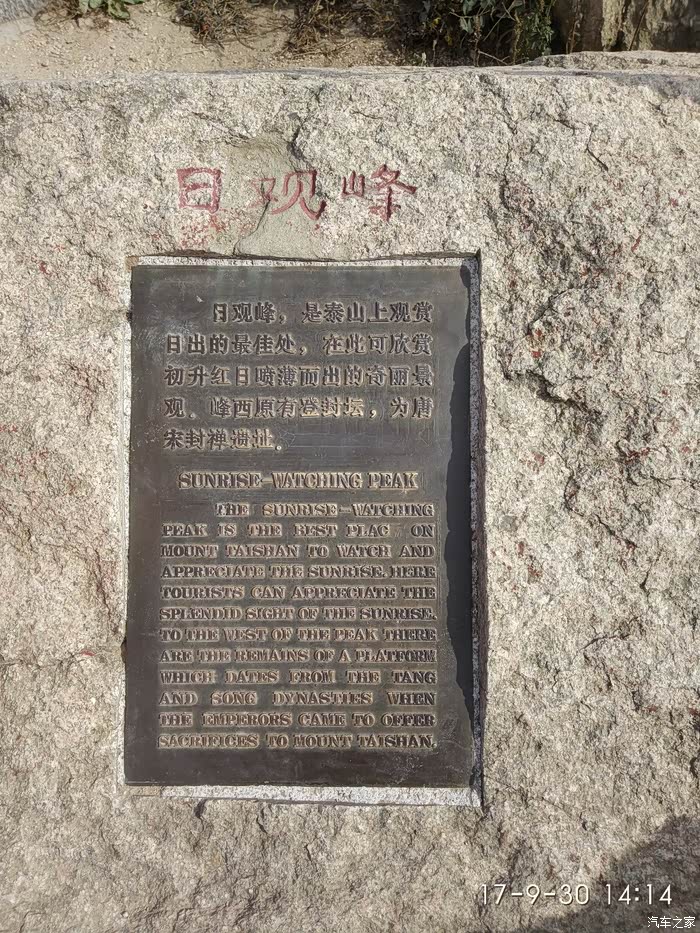 日观峰
日观峰，是泰山上观赏
日出的最佳处，在此可欣赏
初升红日喷薄而出的奇丽景
观。峰西原有登封坛，为唐
宋封禅遗址。
SUNRISE-WATCHING PEAK
THE SUNRISE-WATCHING
PEAK IS THE BEST PLAC ON
MOUNT TAISHAN TO WATCH AND
APPRECIATE THE SUNRISE. HERE
TOURISTS CAN APPRECIATE THE
SPLENDID SIGHT OF THE SUNRISE.
TO THE WEST OF THE PEAK THERE
ARE THE REMAINS OF A PLATFORM
WHICH DATES FROM THE TANG
AND SONG DYNASTIES WHEN
THE EMPERORS CAME TO OFFER
SACRIFICES TO MOUNT TAISHAN.
17-9-30 14:14
汽车之家